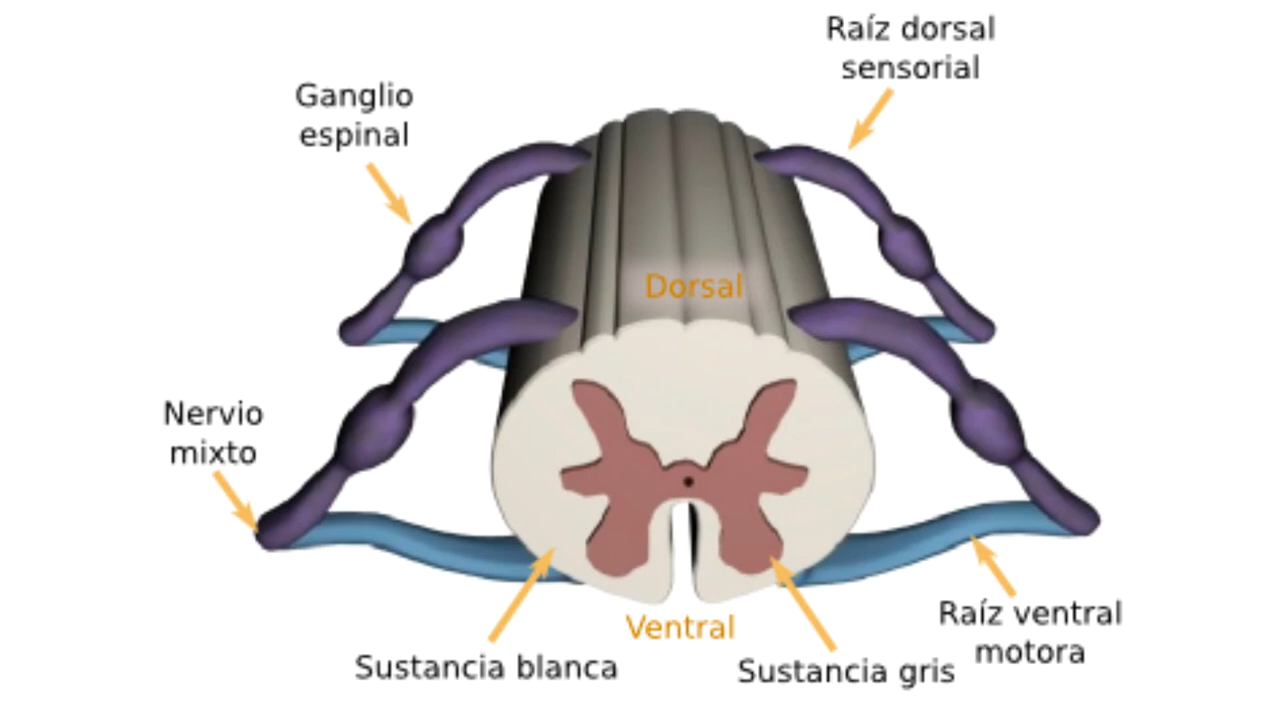 Raíz dorsal
sensorial
Ganglio
espinal
Dorsal
Nervio
mixto
Raíz ventral
motora
Ventral
Sustancia blanca
Sustancia gris